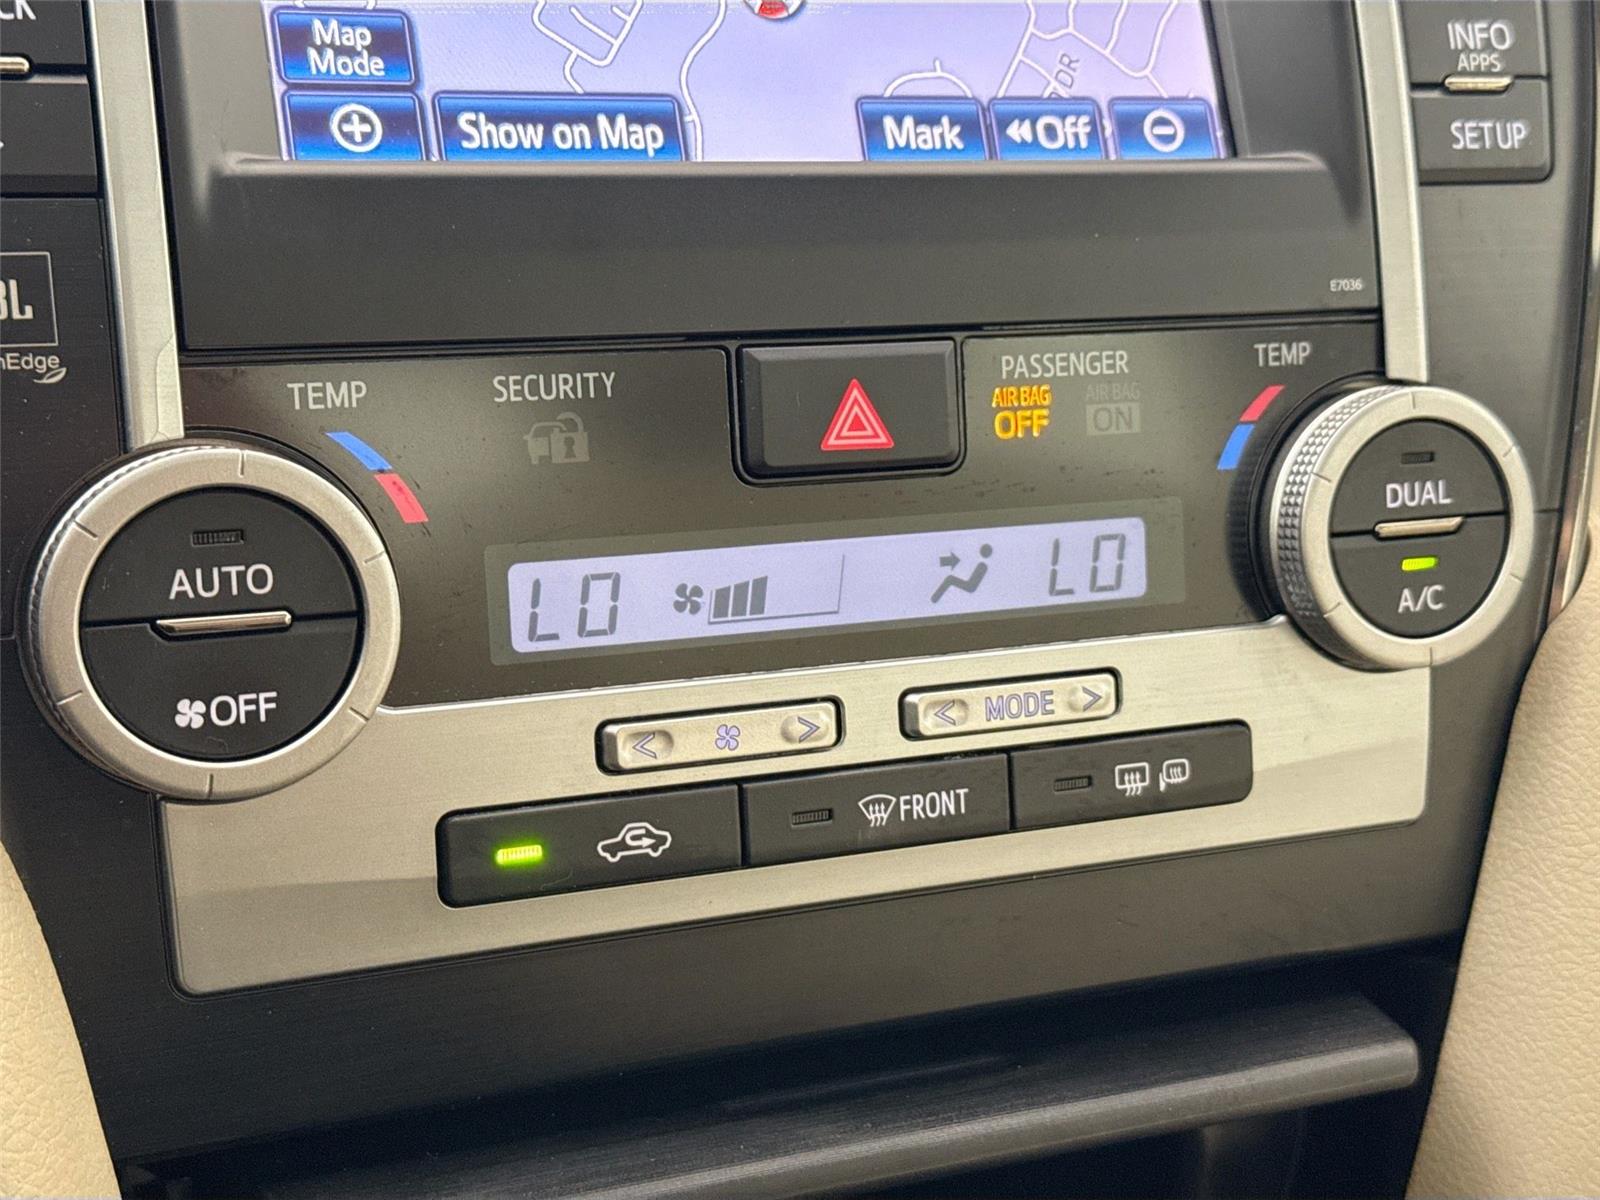 Map
Mode
Show on Map
Mark
Off
DR
INFO
APPS
SETUP
E7036
TEMP
SECURITY
PASSENGER
AIR BAG
OFF
AIR BAG
ON
TEMP
AUTO
OFF
LO
LO
DUAL
A/C
MODE
FRONT